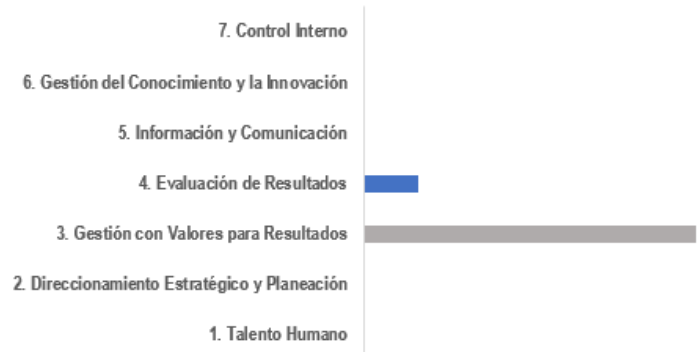 7. Control Interno
6. Gestión del Conocimiento y la Innovación
5. Información y Comunicación
4. Evaluación de Resultados
3. Gestión con Valores para Resultados
2. Direccionamiento Estratégico y Planeación
1. Talento Humano